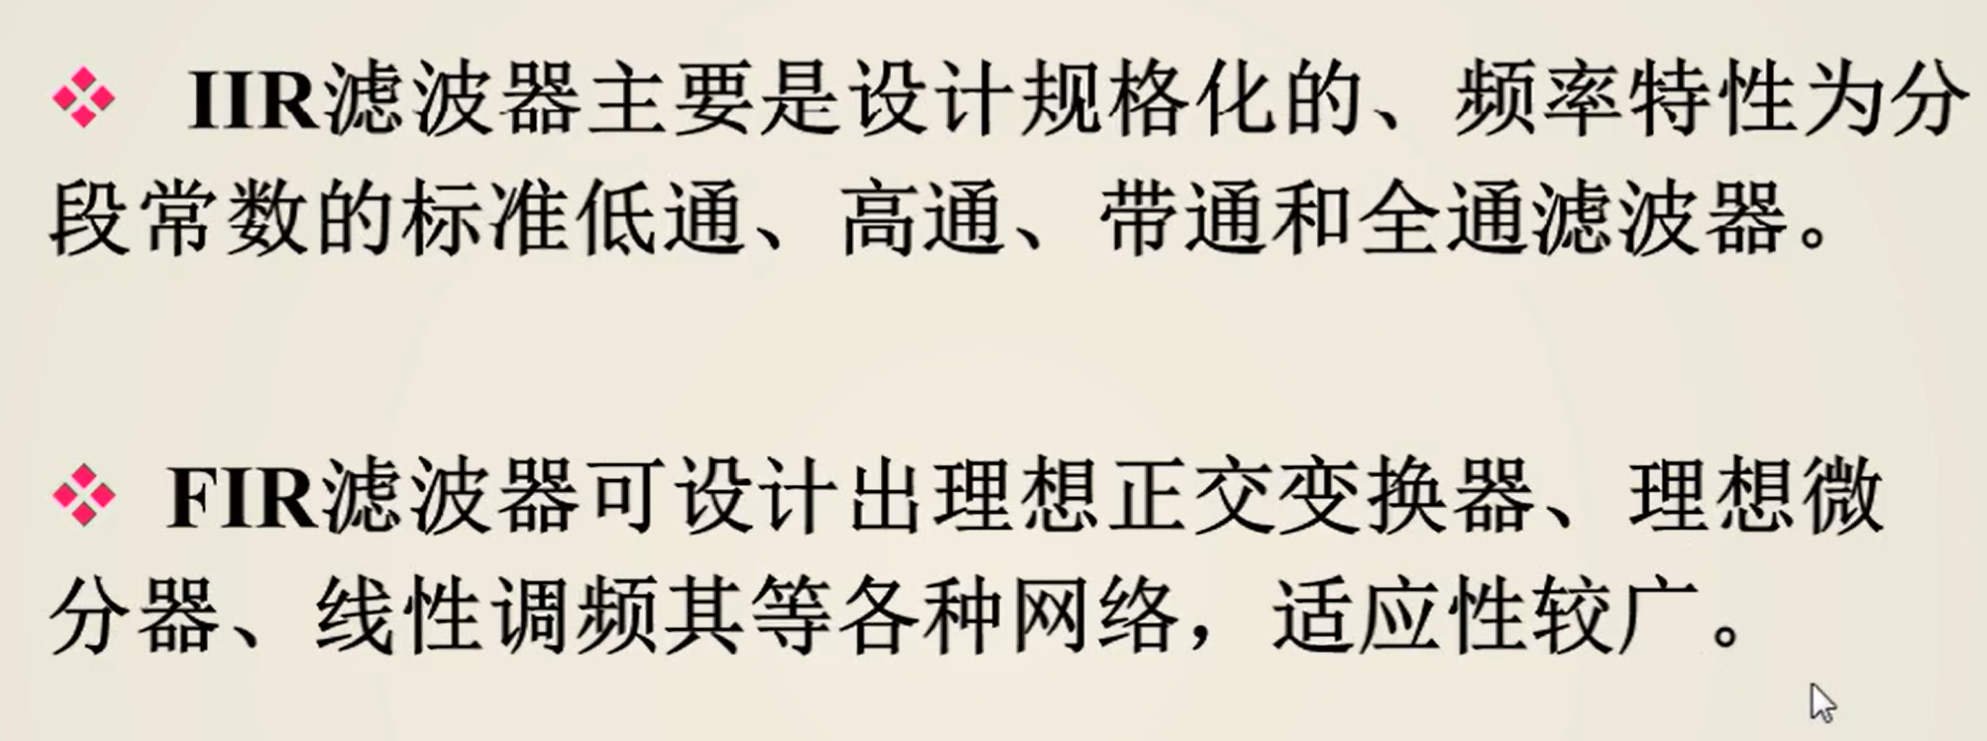 ❖ IIR滤波器主要是设计规格化的、频率特性为分
段常数的标准低通、高通、带通和全通滤波器。
❖ FIR滤波器可设计出理想正交变换器、理想微
分器、线性调频其等各种网络，适应性较广。